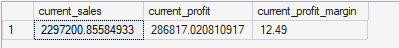 current_sales current_profit current_profit_margin
1 2297200.85584933 286817.020810917 12.49